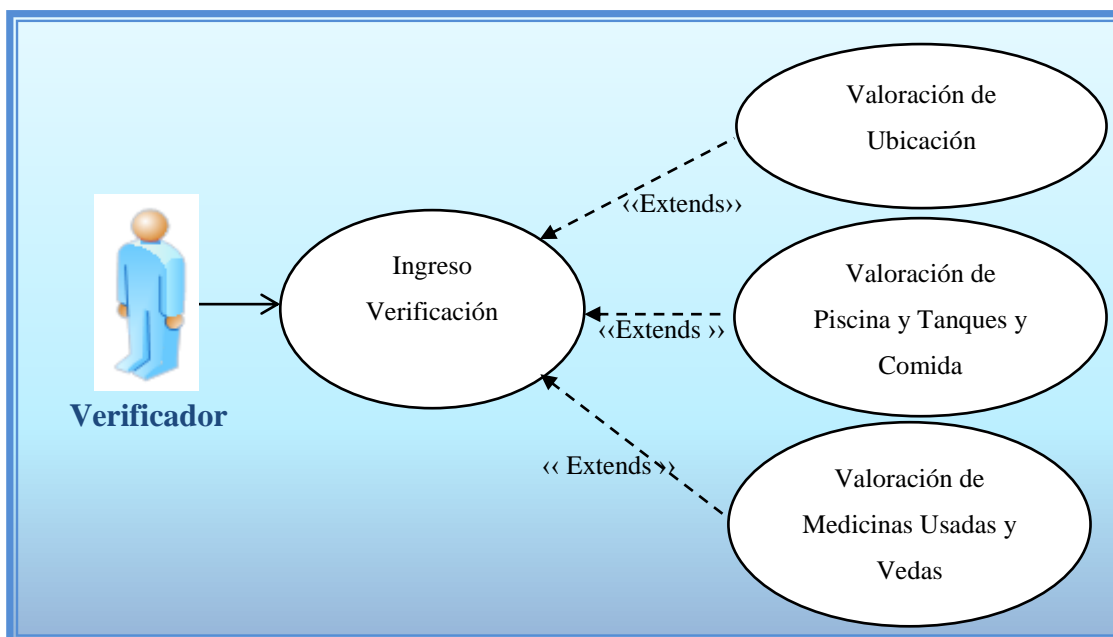 Valoración de
Ubicación
‹‹Extends››
Ingreso
Verificación
Valoración de
Piscina y Tanques y
Comida
‹‹Extends ››
Verificador
‹‹ Extends ››
Valoración de
Medicinas Usadas y
Vedas